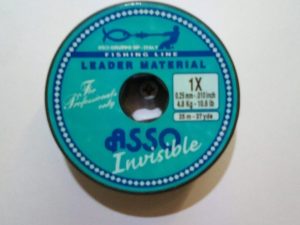 FISHING LINE
LEADER MATERIAL
For The
Professionals
only
1X
0.25 mm - .010 inch
4.8 Kg - 10.6 lb
25 m - 27 yds
ASSO
Invisible